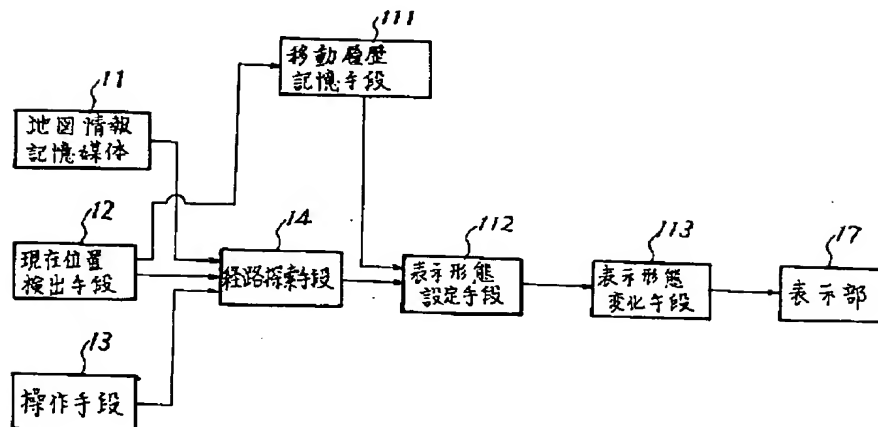 111
移動履歴
記憶手段
11
地図情報
記憶媒体
12
現在位置
検出手段
14
経路探索手段
112
表示形態
設定手段
113
表示形態
変化手段
17
表示部
13
操作手段